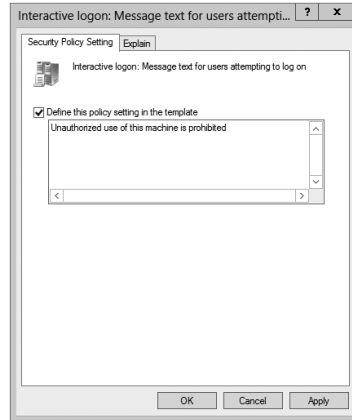 Interactive logon: Message text for users attempti... ? x
Security Policy Setting Explain
Interactive logon: Message text for users attempting to log on
Define this policy setting in the template
Unauthorized use of this machine is prohibited
OK Cancel Apply